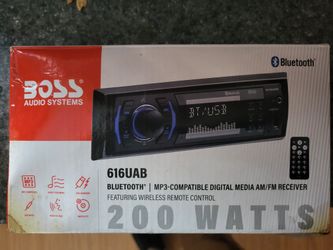 BOSS
AUDIO SYSTEMS
Bluetooth®
BT/USB
616UAB
BLUETOOTH® | MP3-COMPATIBLE DIGITAL MEDIA AM/FM RECEIVER
FEATURING WIRELESS REMOTE CONTROL
200 WATTS